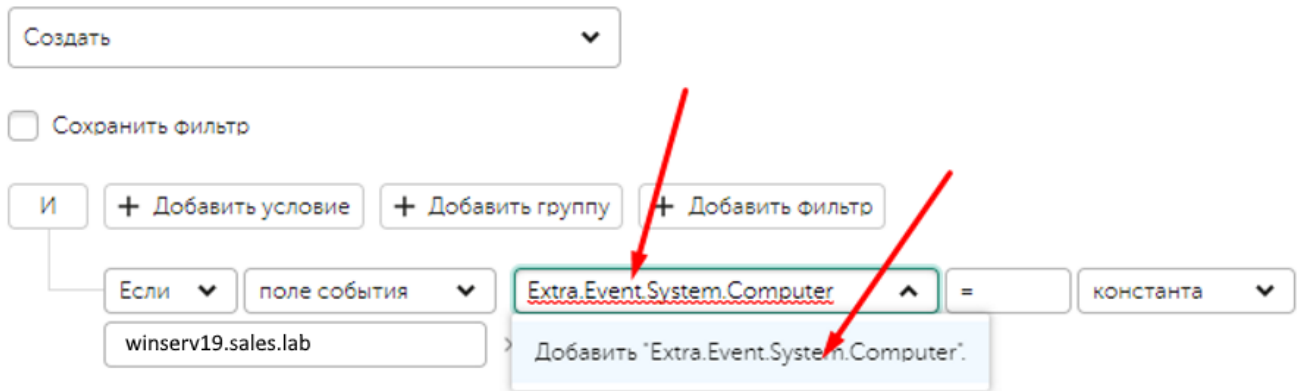 Создать
Сохранить фильтр
И + Добавить условие + Добавить группу + Добавить фильтр
Если поле события Extra.Event.System.Computer = константа
winserv19.sales.lab Добавить "Extra.Event.System.Computer".